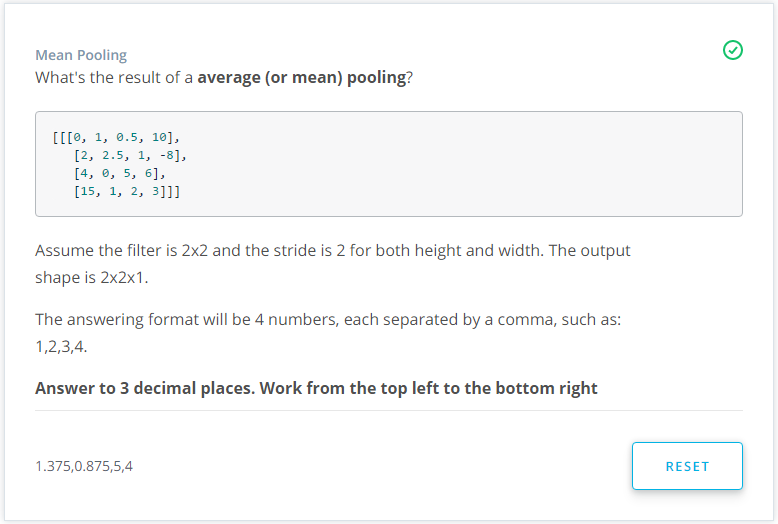 Mean Pooling
What's the result of a average (or mean) pooling?
[[[0, 1, 0.5, 10],
[2, 2.5, 1, -8],
[4, 0, 5, 6],
[15, 1, 2, 3]]]
Assume the filter is 2x2 and the stride is 2 for both height and width. The output
shape is 2x2x1.
The answering format will be 4 numbers, each separated by a comma, such as:
1,2,3,4.
Answer to 3 decimal places. Work from the top left to the bottom right
1.375,0.875,5,4
RESET